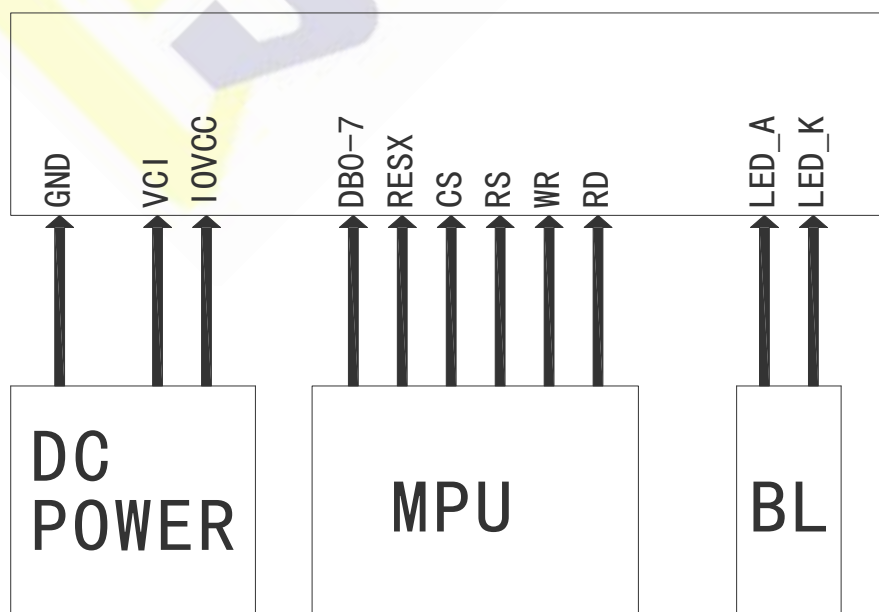 GND
VCI
IOVCC
DB0-7
RESX
CS
RS
WR
RD
LED_A
LED_K
DC
POWER
MPU
BL